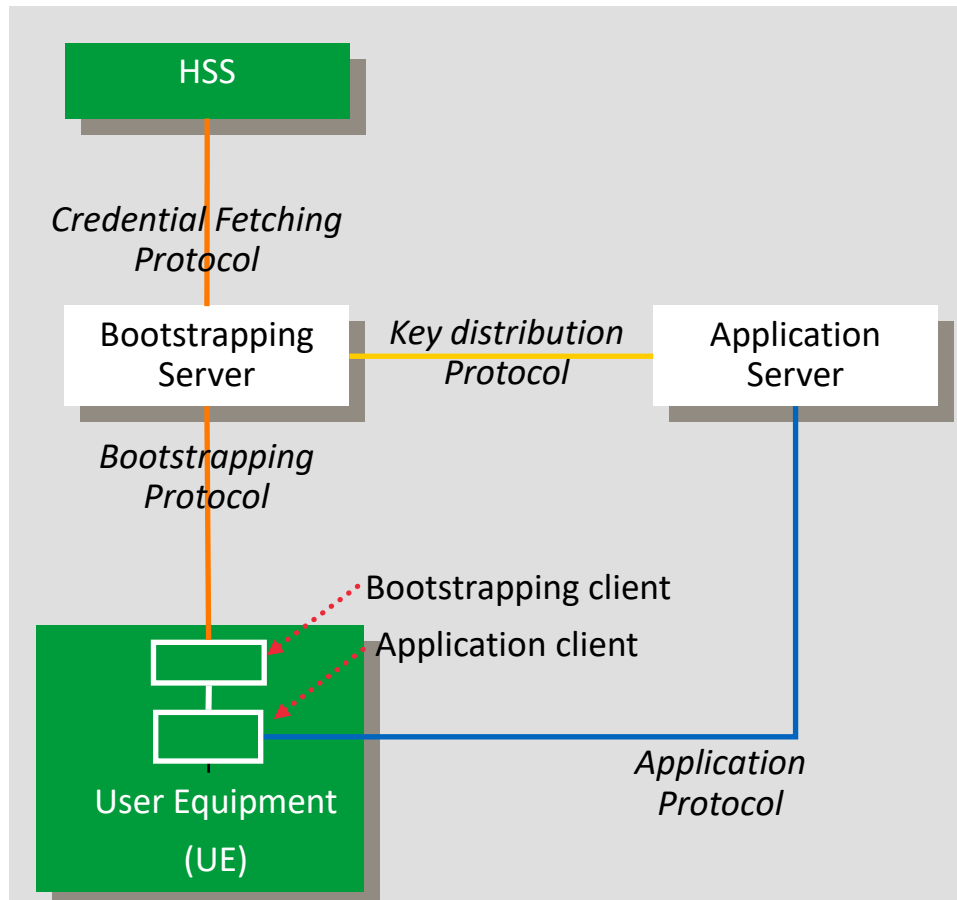 HSS
Credential Fetching
Protocol
Bootstrapping
Server
Key distribution
Protocol
Application
Server
Bootstrapping
Protocol
Bootstrapping client
Application client
Application
Protocol
User Equipment
(UE)